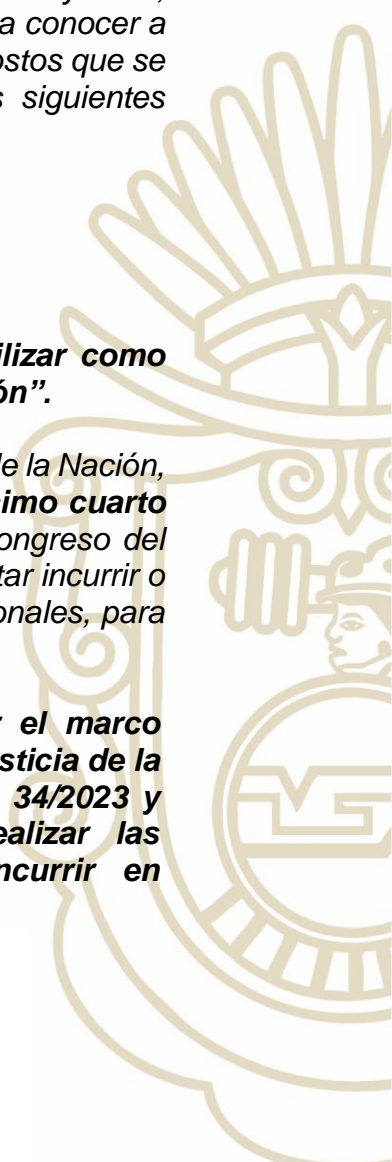 a conocer a
ostos que se
s siguientes
ilizar como
ón”.
de la Nación,
imo cuarto
ongreso del
tar incurrir o
onales, para
r el marco
sticia de la
34/2023 y
ealizar las
ncurrir en